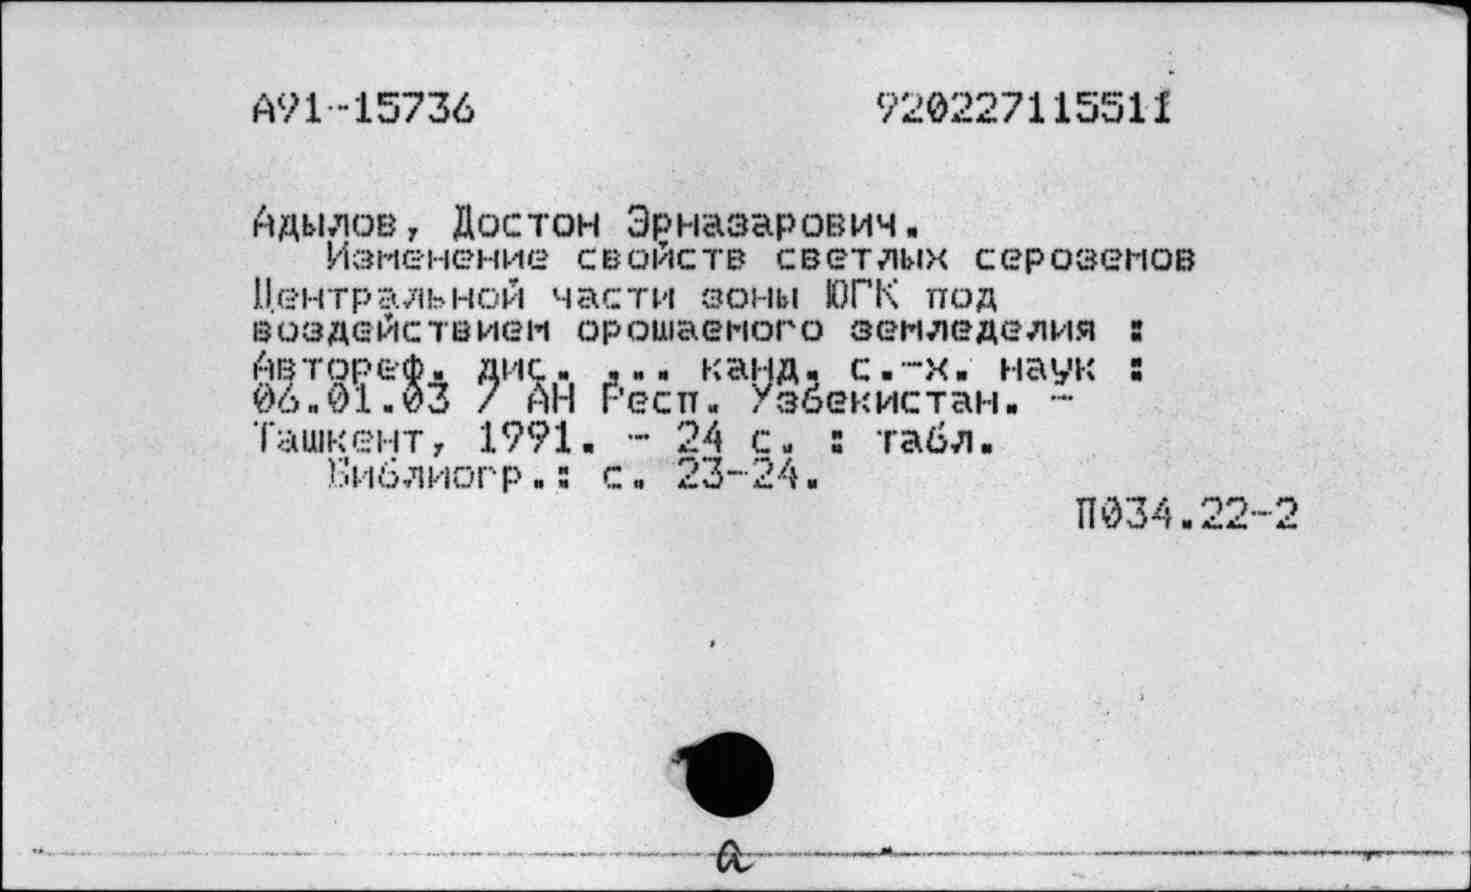 А91-15736 920227115511
Адылов, Достон Эрназарович.
Изменение свойств светлых сероземов
Центральной части зоны ЮГК под
воздействием орошаемого земледелия :
Автореф. дис. ... канд. с.-х. наук :
06.01.03 / АН Респ. Узбекистан. -
Ташкент, 1991. - 24 с. : табл.
Библиогр.: с. 23-24.
П034.22-2